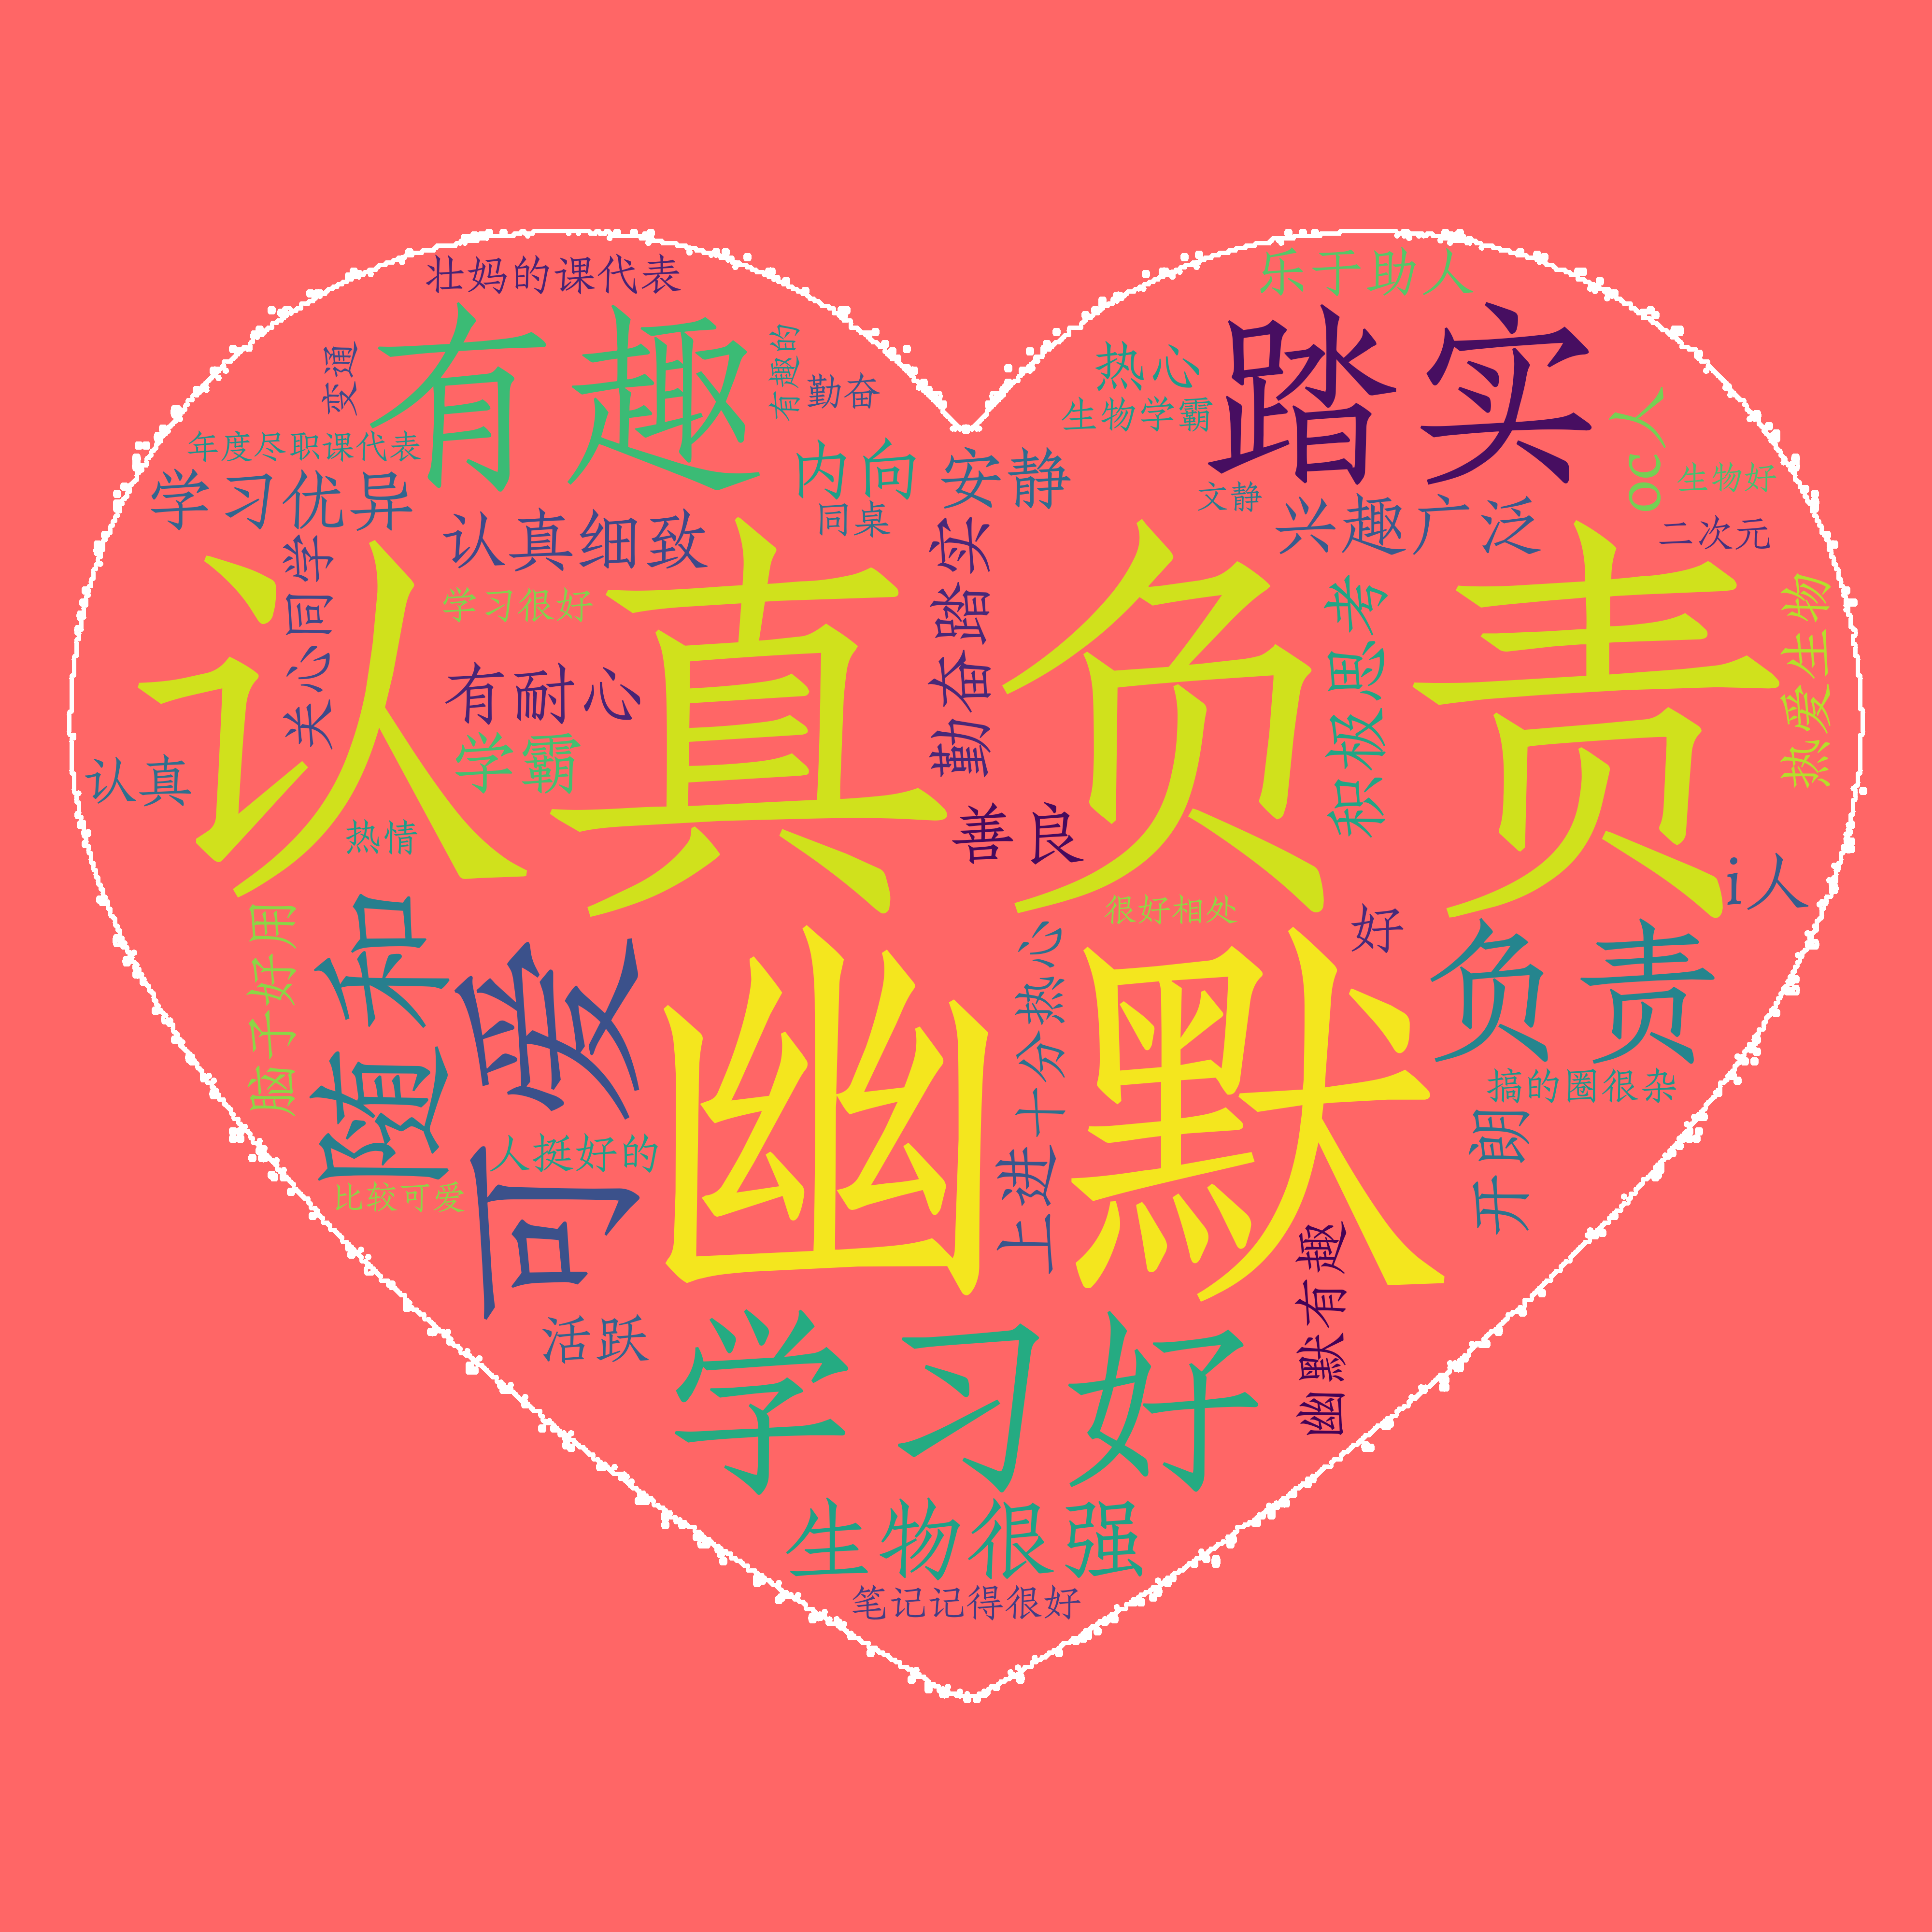 壮妈的课代表
乐于助人
有趣
踏实
有趣的
热心
漂亮
勤奋
生物学霸
oc人
年度尽职课代表
内向
安静
学习优异
文静
兴趣广泛
生物好
同桌
二次元
认真细致
认真负责
关心同学
学习很好
勤奋踏实
积极思考
热爱生物
有耐心
学霸
认真
善良
热情
i人
很好相处
好
脑子好用
随和
可爱
幽默
上进十分热心
负责
搞的圈很杂
开朗
人挺好的
比较可爱
幽默有趣
活跃
学习好
生物很强
笔记记得很好